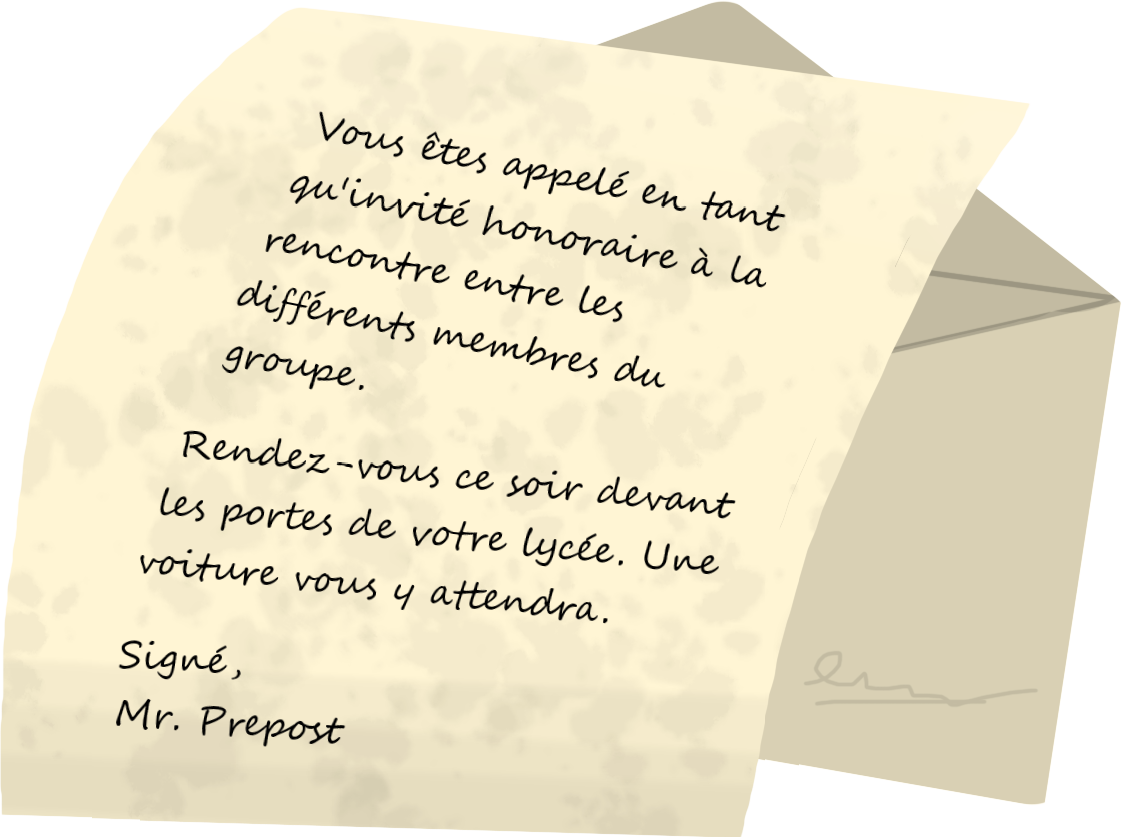 Vous êtes appelé en tant
qu'invité honoraire à la
rencontre entre les
différents membres du
groupe.
Rendez-vous ce soir devant
les portes de votre lycée. Une
voiture vous y attendra.
Signé,
Mr. Prepost